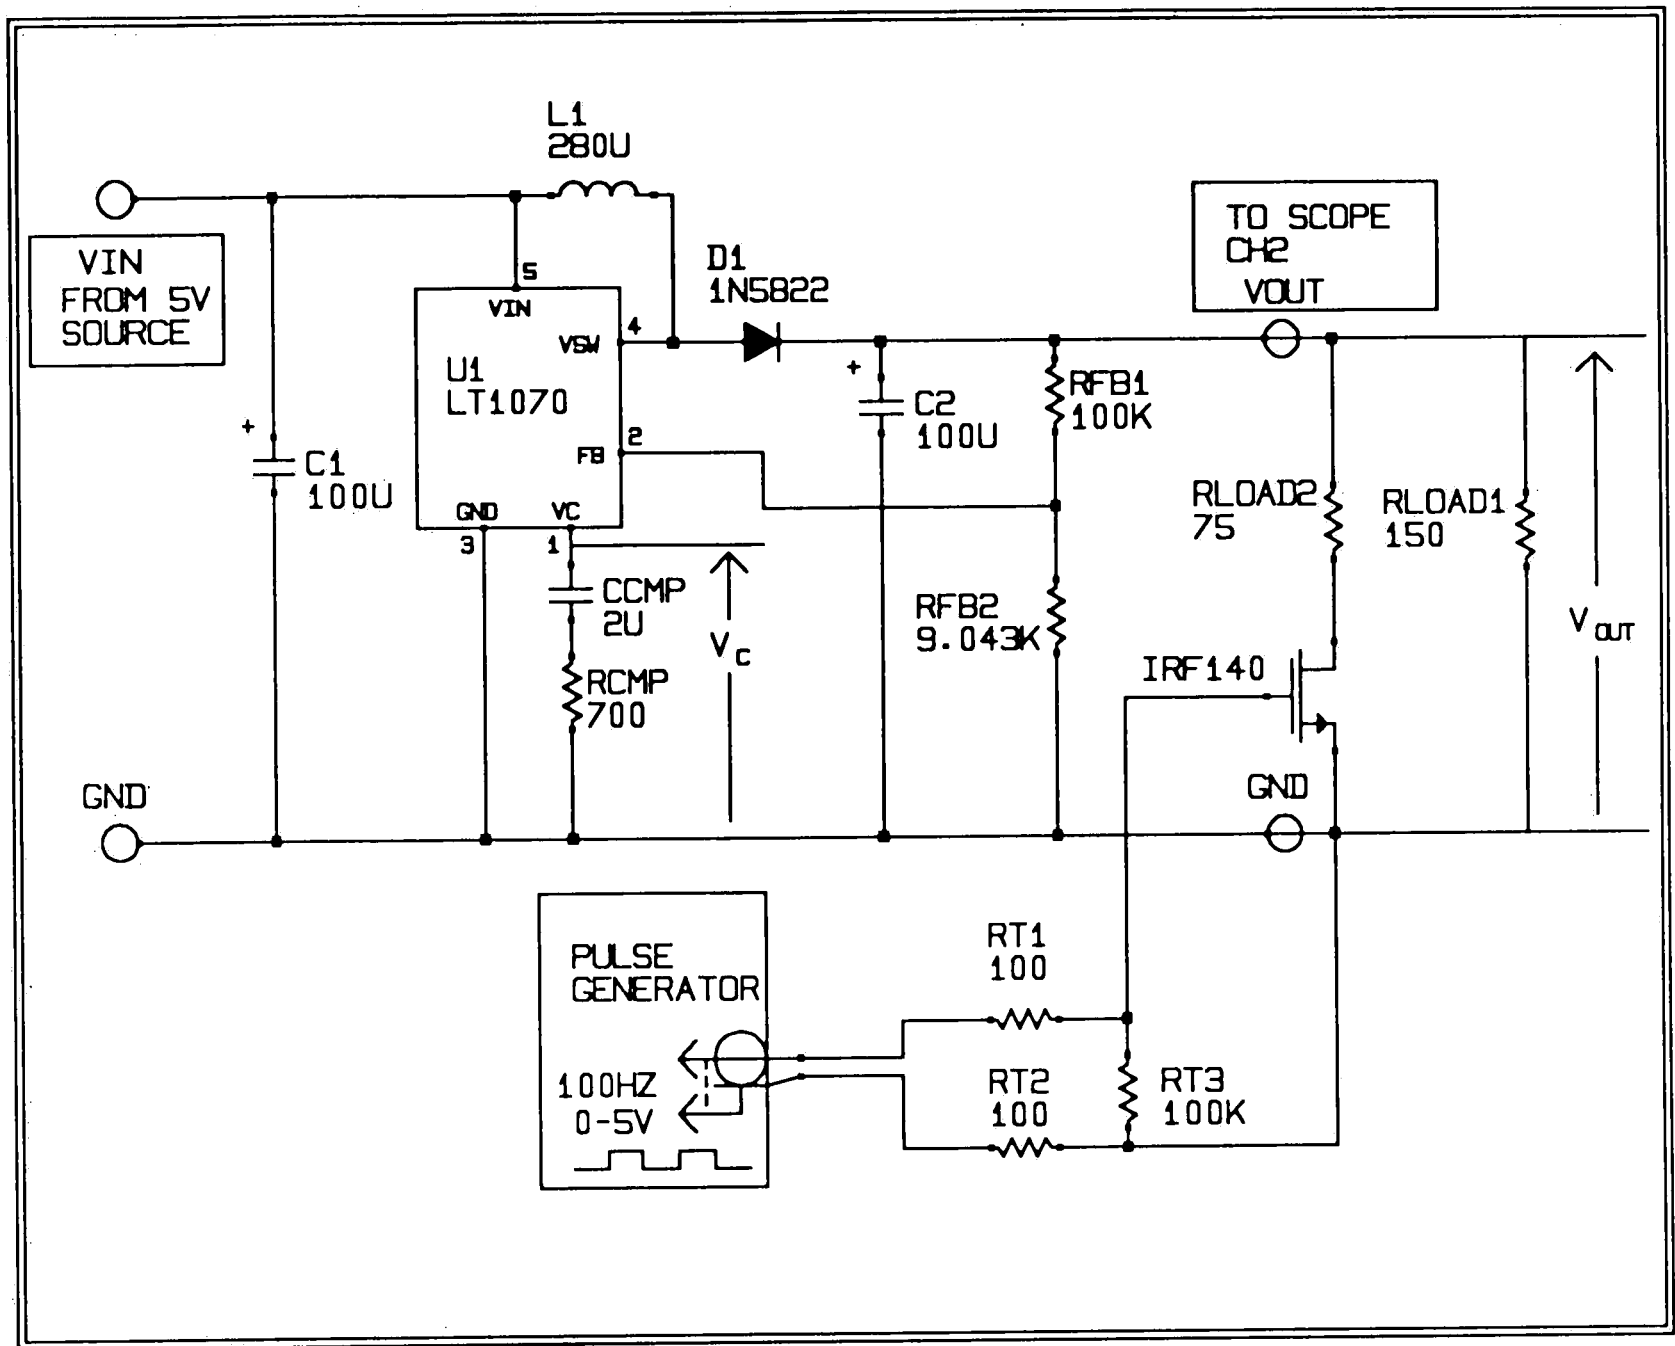 L1
280U
VIN
FROM 5V
SOURCE
TO SCOPE
CH2
VOUT
D1
1N5822
5
VIN
4
VSW
U1
LT1070
2
FB
GND
VC
3
1
+
C1
100U
+
C2
100U
RFB1
100K
RLOAD2
75
RLOAD1
150
CCMP
2U
VC
RCMP
700
RFB2
9.043K
IRF140
VOUT
GND
GND
PULSE
GENERATOR
100HZ
0-5V
RT1
100
RT2
100
RT3
100K